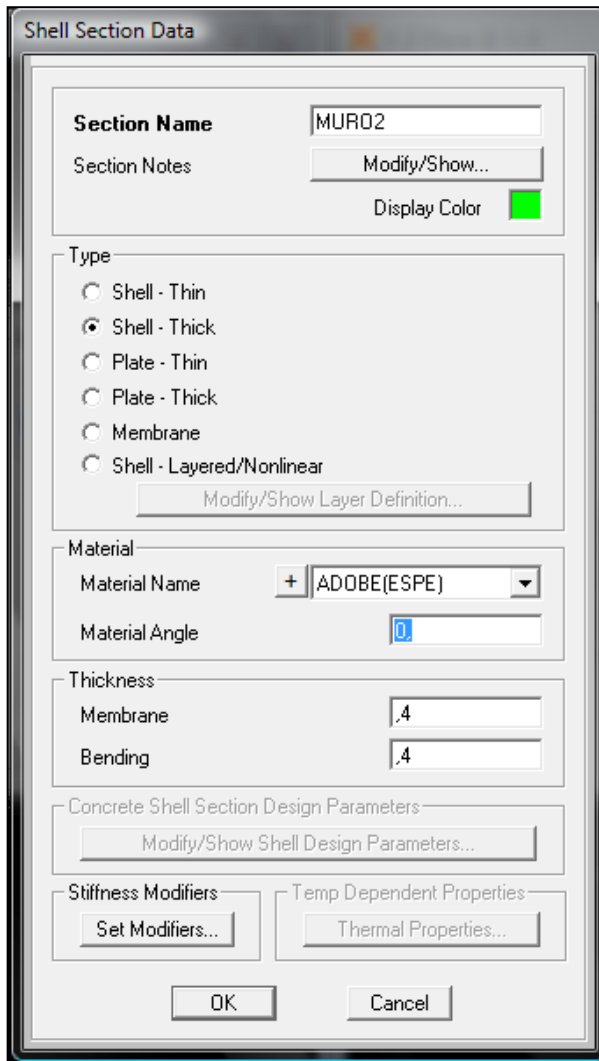 Shell Section Data
Section Name MURO2
Section Notes Modify/Show...
Display Color
Type
Shell - Thin
Shell - Thick
Plate - Thin
Plate - Thick
Membrane
Shell - Layered/Nonlinear
Modify/Show Layer Definition...
Material
Material Name + ADOBE(ESPE)
Material Angle 0,
Thickness
Membrane ,4
Bending ,4
Concrete Shell Section Design Parameters
Modify/Show Shell Design Parameters...
Stiffness Modifiers Temp Dependent Properties
Set Modifiers... Thermal Properties...
OK Cancel